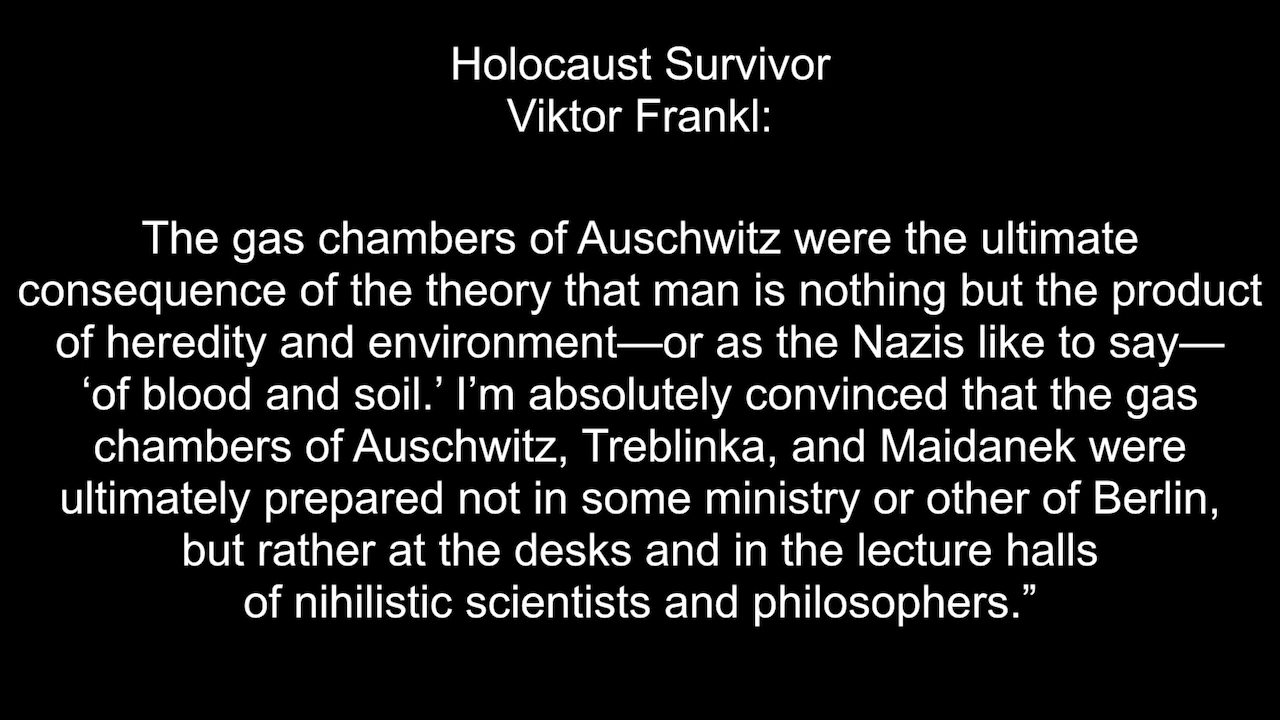 Holocaust Survivor
Viktor Frankl:
The gas chambers of Auschwitz were the ultimate
consequence of the theory that man is nothing but the product
of heredity and environment—or as the Nazis like to say—
‘of blood and soil.’ I’m absolutely convinced that the gas
chambers of Auschwitz, Treblinka, and Maidanek were
ultimately prepared not in some ministry or other of Berlin,
but rather at the desks and in the lecture halls
of nihilistic scientists and philosophers.”